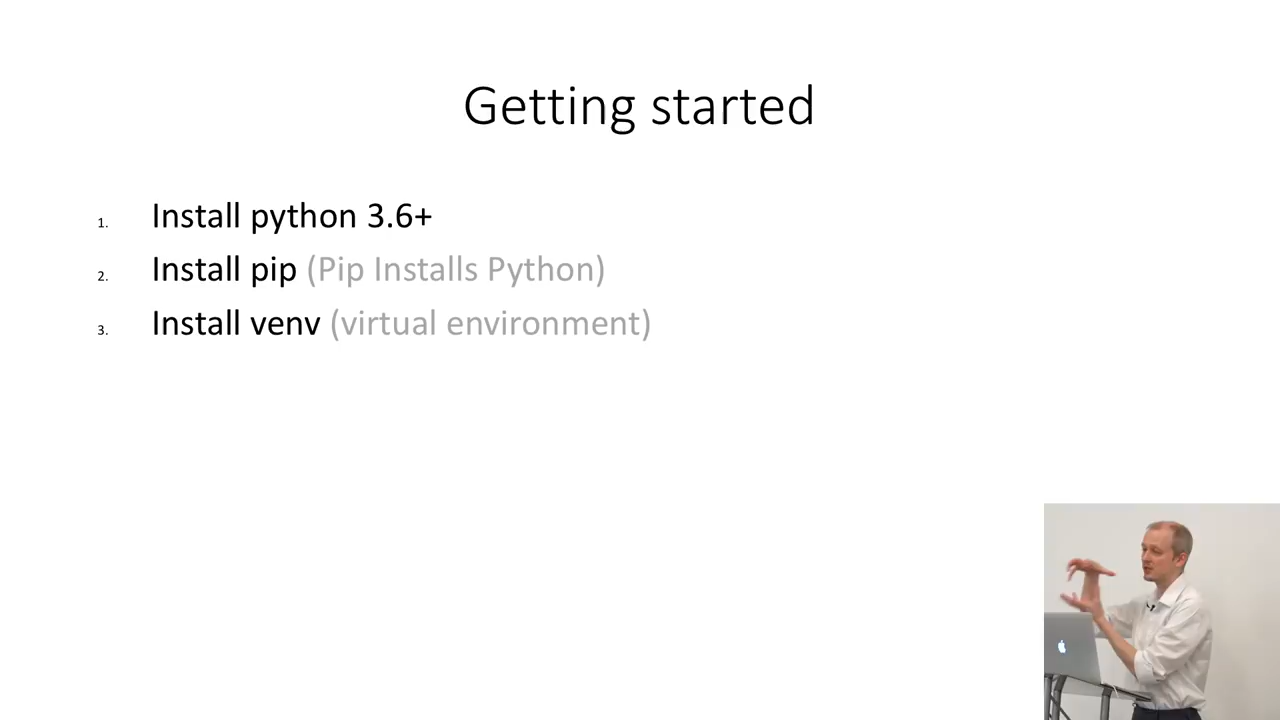 Getting started
1. Install python 3.6+
2. Install pip (Pip Installs Python)
3. Install venv (virtual environment)